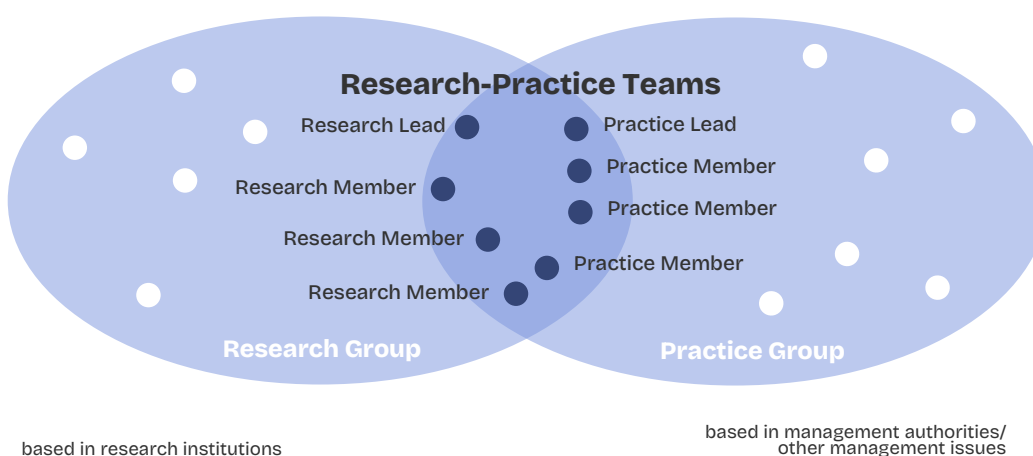 Research-Practice Teams
Research Lead
Practice Lead
Research Member
Practice Member
Research Member
Practice Member
Research Member
Practice Member
Research Group
Practice Group
based in research institutions
based in management authorities/
other management issues